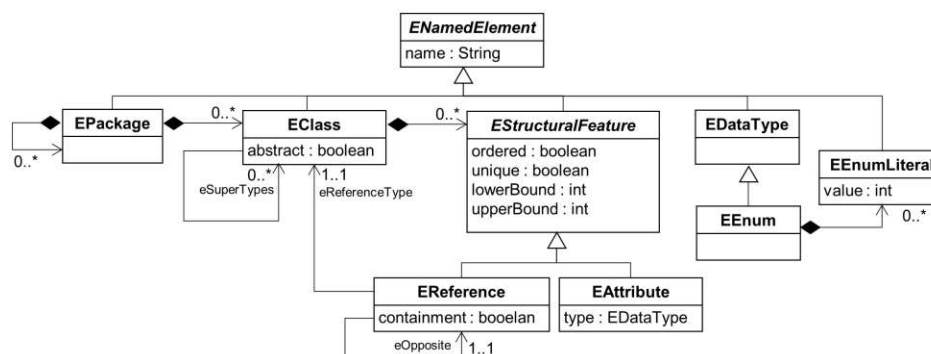 ENamedElement
name : String
EPackage
0..*
0..*
EClass
abstract : boolean
0..*
eSuperTypes
1..1
eReferenceType
0..*
EStructuralFeature
ordered : boolean
unique : boolean
lowerBound : int
upperBound : int
EDataType
EEnumLiteral
value : int
0..*
EEnum
EReference
containment : booelan
eOpposite
1..1
EAttribute
type : EDataType